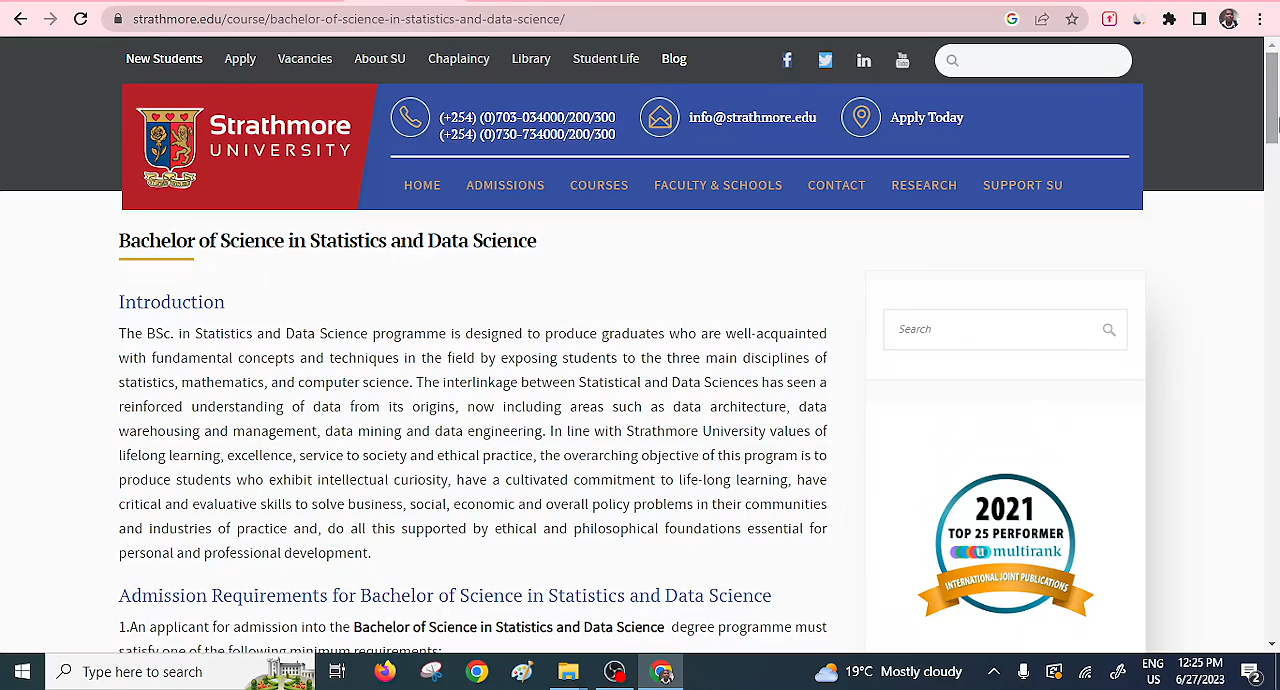 strathmore.edu/course/bachelor-of-science-in-statistics-and-data-science/
New Students Apply Vacancies About SU Chaplaincy Library Student Life Blog
Strathmore
UNIVERSITY
(+254) (0)703-034000/200/300
(+254) (0)730-734000/200/300
info@strathmore.edu
Apply Today
HOME ADMISSIONS COURSES FACULTY & SCHOOLS CONTACT RESEARCH SUPPORT SU
Bachelor of Science in Statistics and Data Science
Introduction
The BSc. in Statistics and Data Science programme is designed to produce graduates who are well-acquainted
with fundamental concepts and techniques in the field by exposing students to the three main disciplines of
statistics, mathematics, and computer science. The interlinkage between Statistical and Data Sciences has seen a
reinforced understanding of data from its origins, now including areas such as data architecture, data
warehousing and management, data mining and data engineering. In line with Strathmore University values of
lifelong learning, excellence, service to society and ethical practice, the overarching objective of this program is to
produce students who exhibit intellectual curiosity, have a cultivated commitment to life-long learning, have
critical and evaluative skills to solve business, social, economic and overall policy problems in their communities
and industries of practice and, do all this supported by ethical and philosophical foundations essential for
personal and professional development.
Admission Requirements for Bachelor of Science in Statistics and Data Science
1.An applicant for admission into the Bachelor of Science in Statistics and Data Science degree programme must
satisfy one of the following minimum requirements:
Search
2021
TOP 25 PERFORMER
u multirank
INTERNATIONAL JOINT PUBLICATIONS
Type here to search
19°C Mostly cloudy
ENG
US
12:25 PM
6/27/2023
2